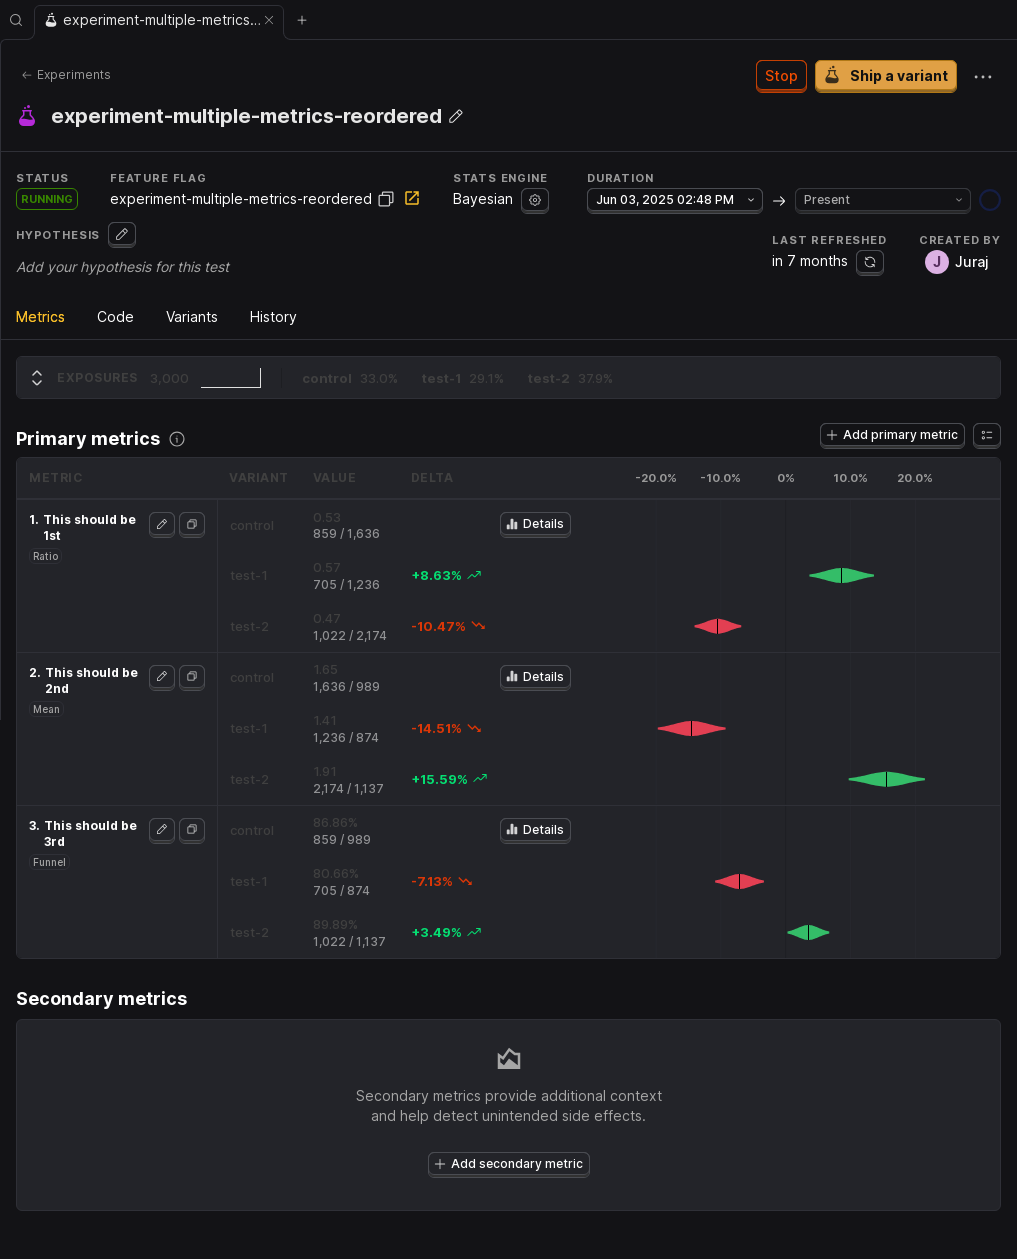 experiment-multiple-metrics...
Experiments
Stop
Ship a variant
experiment-multiple-metrics-reordered
STATUS
FEATURE FLAG
STATS ENGINE
DURATION
RUNNING
experiment-multiple-metrics-reordered
Bayesian
Jun 03, 2025 02:48 PM
Present
HYPOTHESIS
LAST REFRESHED
CREATED BY
in 7 months
J
Juraj
Add your hypothesis for this test
Metrics
Code
Variants
History
EXPOSURES 3,000
control 33.0%
test-1 29.1%
test-2 37.9%
Primary metrics
Add primary metric
METRIC
VARIANT
VALUE
DELTA
-20.0%
-10.0%
0%
10.0%
20.0%
1. This should be
1st
Ratio
control
0.53
859 / 1,636
Details
test-1
0.57
705 / 1,236
+8.63%
test-2
0.47
1,022 / 2,174
-10.47%
2. This should be
2nd
Mean
control
1.65
1,636 / 989
Details
test-1
1.41
1,236 / 874
-14.51%
test-2
1.91
2,174 / 1,137
+15.59%
3. This should be
3rd
Funnel
control
86.86%
859 / 989
Details
test-1
80.66%
705 / 874
-7.13%
test-2
89.89%
1,022 / 1,137
+3.49%
Secondary metrics
Secondary metrics provide additional context
and help detect unintended side effects.
Add secondary metric